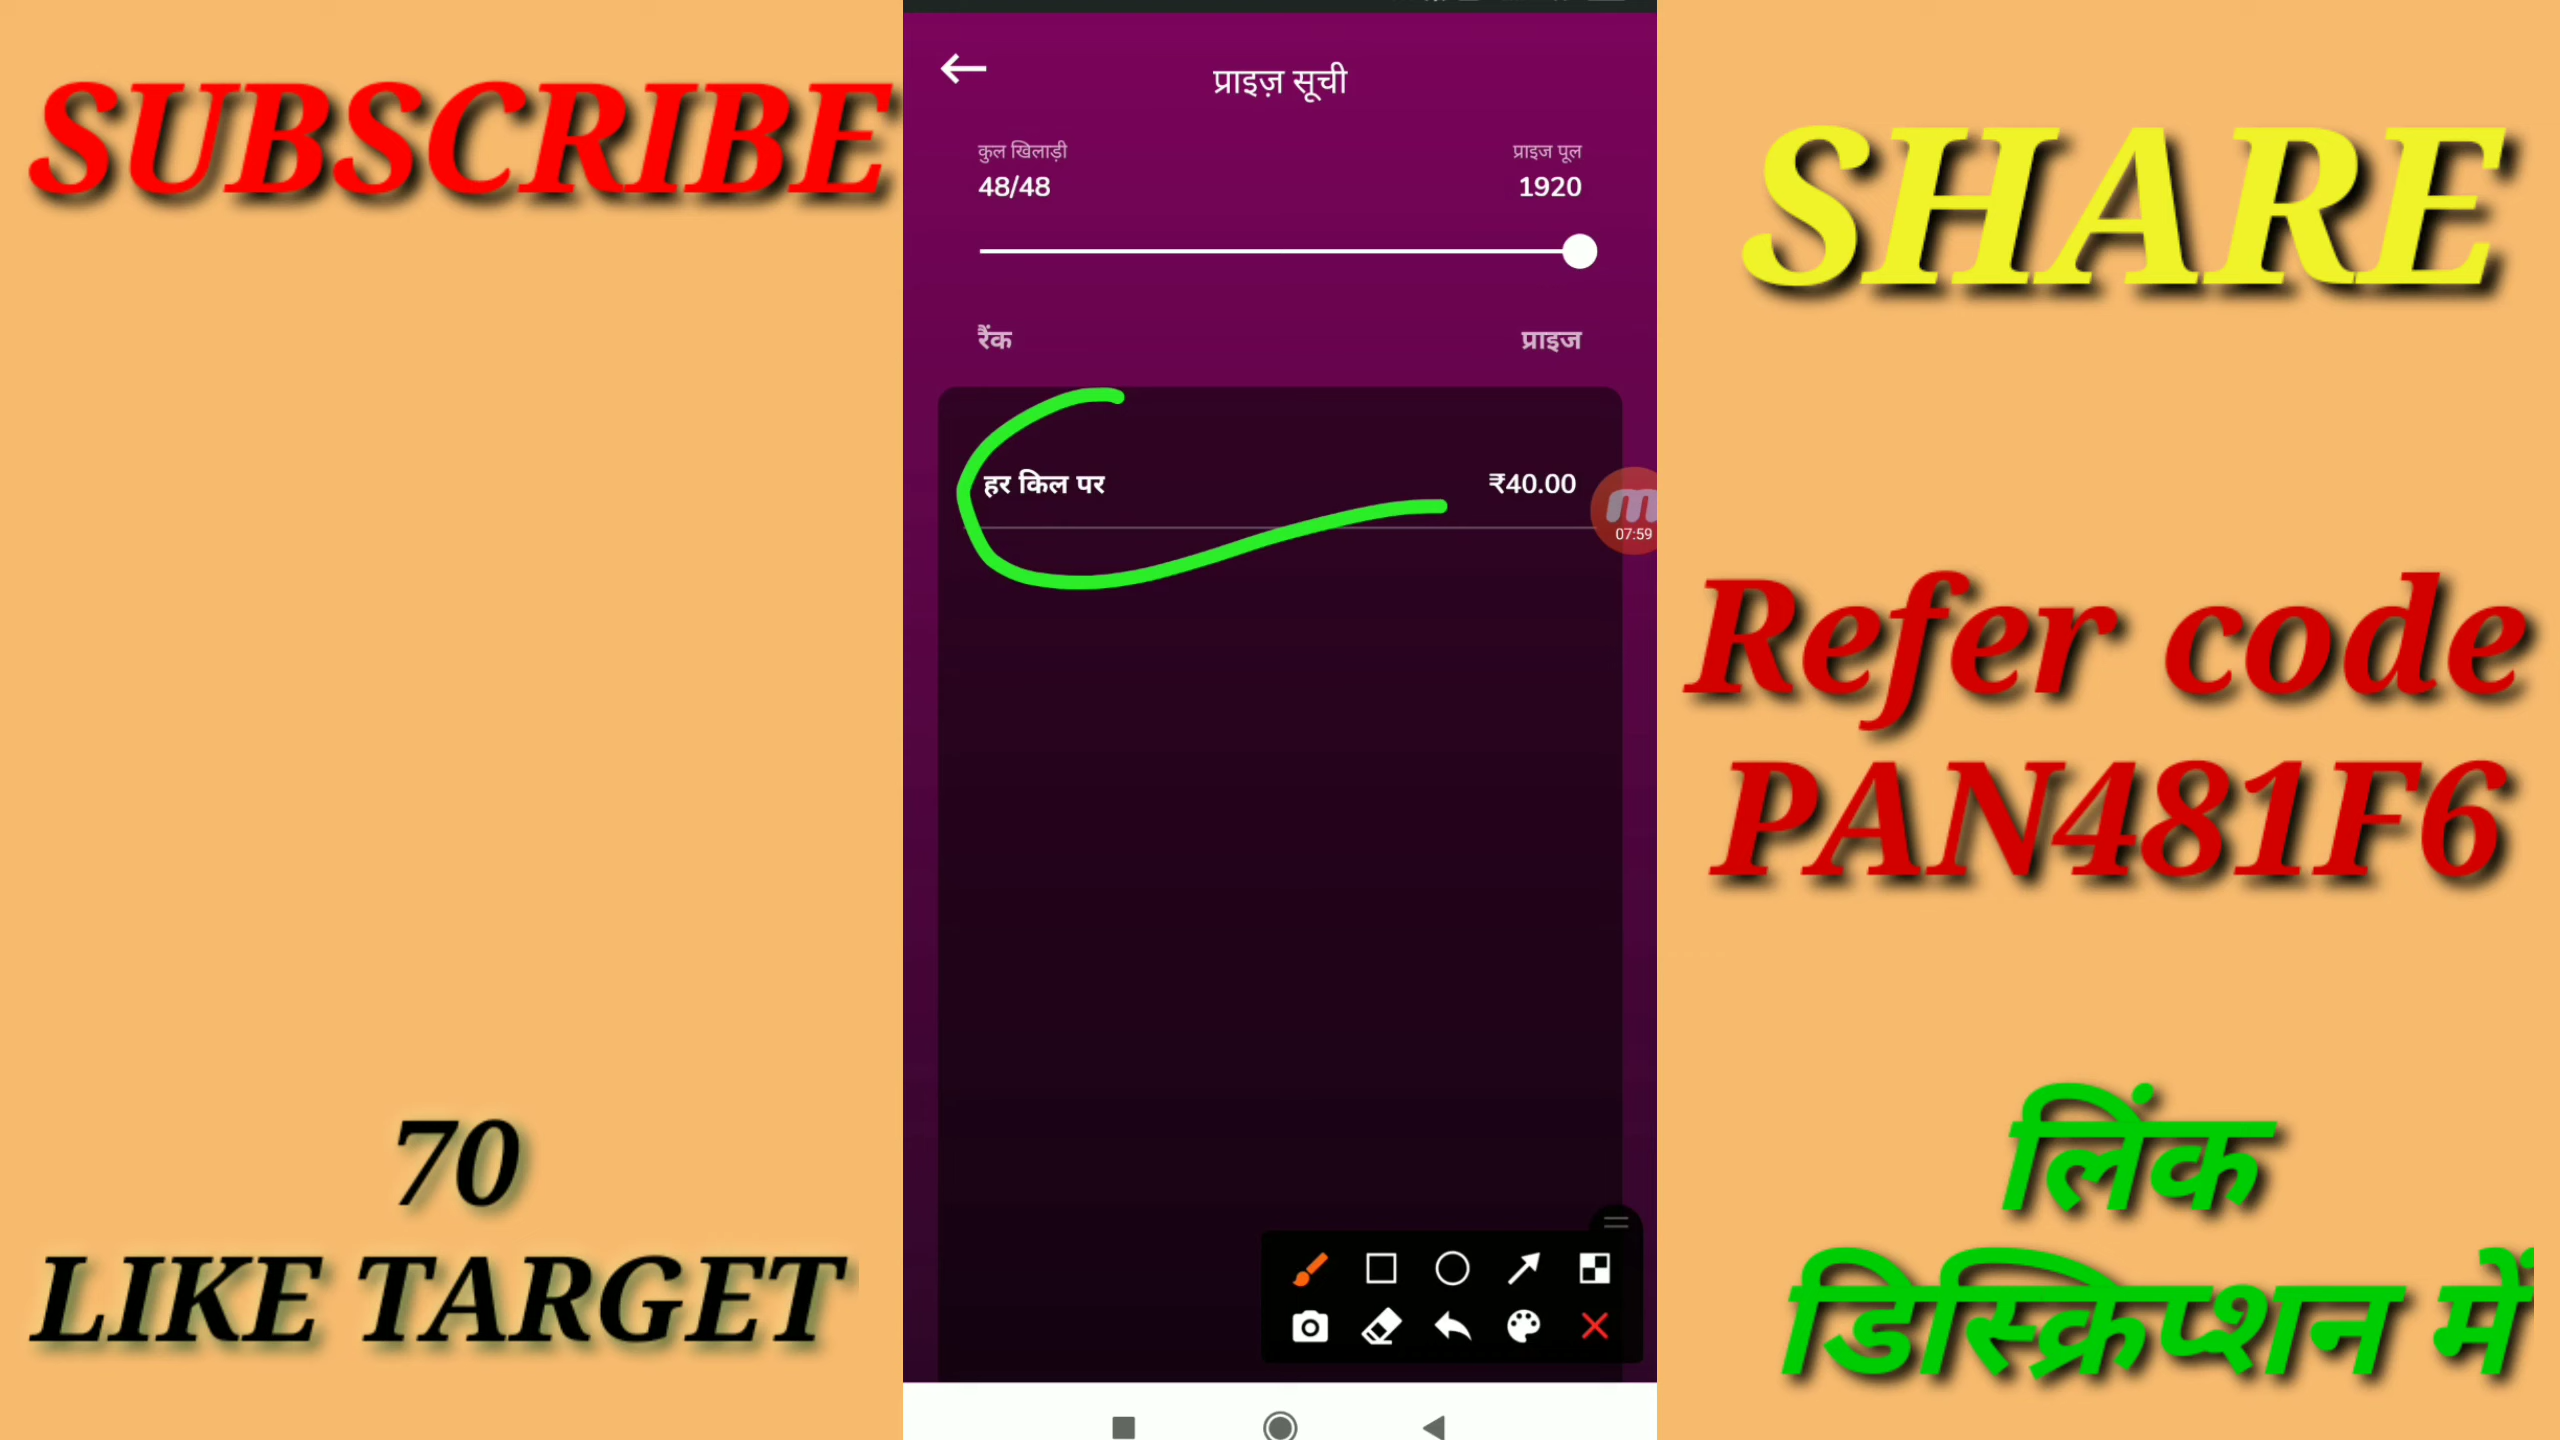 SUBSCRIBE
70
LIKE TARGET
प्राइज़ सूची
कुल खिलाड़ी
प्राइज पूल
48/48
1920
रैंक
प्राइज
हर किल पर
₹40.00
07:59
SHARE
Refer code
PAN481F6
लिंक
डिस्क्रिप्शन में